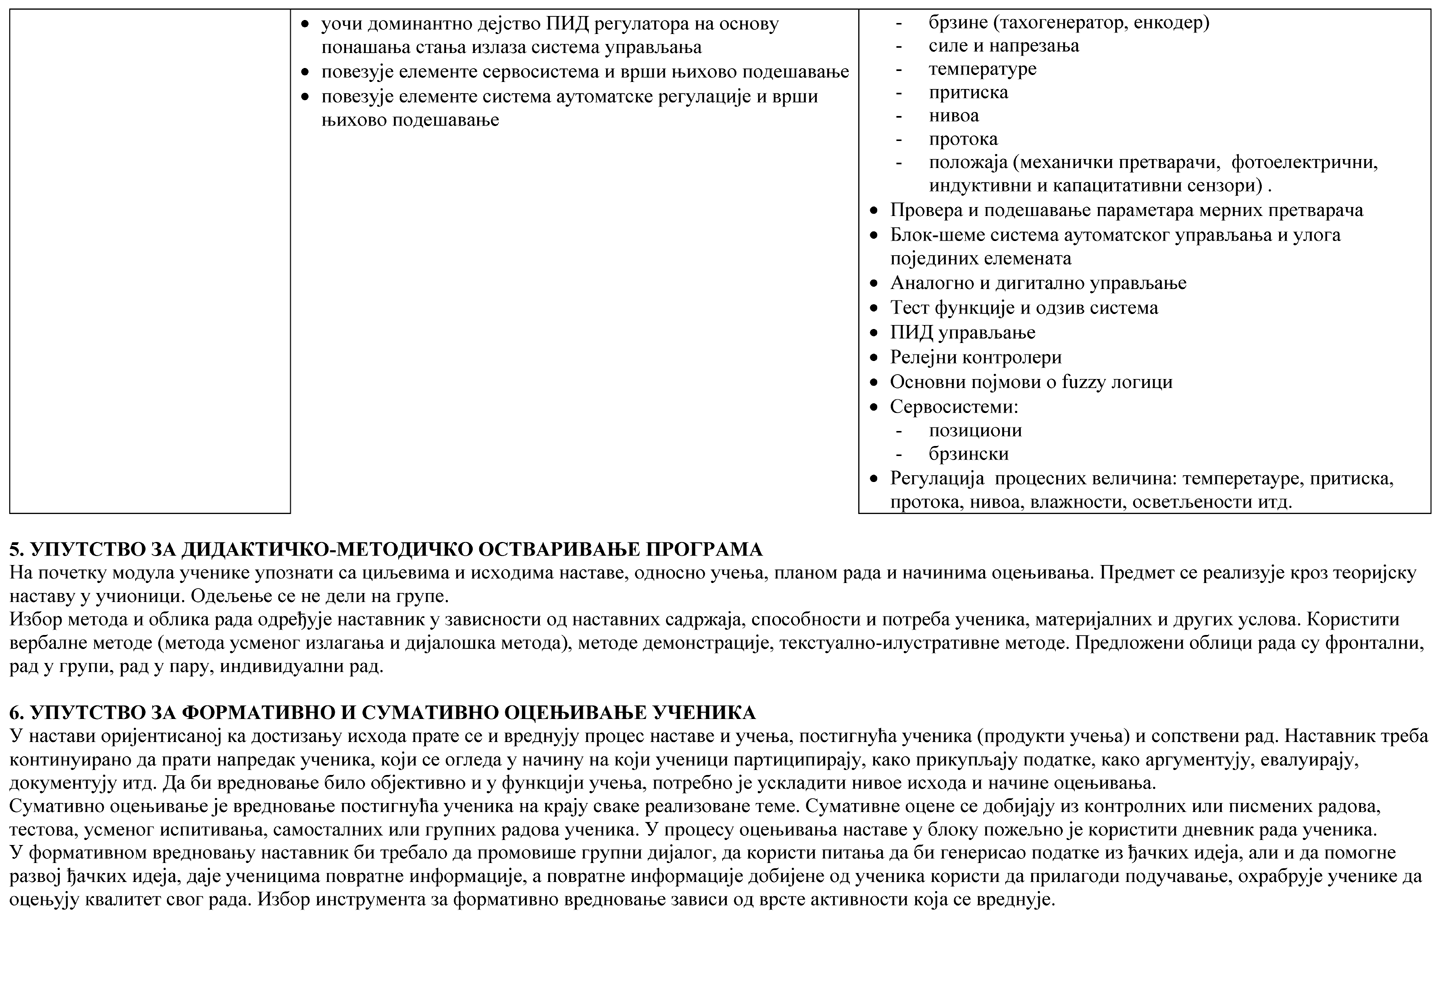 • уочи доминантно дејство ПИД регулатора на основу
понашања стања излаза система управљања
• повезује елементе сервосистема и врши њихово подешавање
• повезује елементе система аутоматске регулације и врши
њихово подешавање
- брзине (тахогенератор, енкодер)
- силе и напрезања
- температуре
- притиска
- нивоа
- протока
- положаја (механички претварачи,  фотоелектрични,
индуктивни и капацитативни сензори) .
• Провера и подешавање параметара мерних претварача
• Блок-шеме система аутоматског управљања и улога
појединих елемената
• Аналогно и дигитално управљање
• Тест функције и одзив система
• ПИД управљање
• Релејни контролери
• Основни појмови о fuzzy логици
• Сервосистеми:
- позициони
- брзински
• Регулација  процесних величина: темперетауре, притиска,
протока, нивоа, влажности, осветљености итд.
5. УПУТСТВО ЗА ДИДАКТИЧКО-МЕТОДИЧКО ОСТВАРИВАЊЕ ПРОГРАМА
На почетку модула ученике упознати са циљевима и исходима наставе, односно учења, планом рада и начинима оцењивања. Предмет се реализује кроз теоријску
наставу у учионици. Одељење се не дели на групе.
Избор метода и облика рада одређује наставник у зависности од наставних садржаја, способности и потреба ученика, материјалних и других услова. Користити
вербалне методе (метода усменог излагања и дијалошка метода), методе демонстрације, текстуално-илустративне методе. Предложени облици рада су фронтални,
рад у групи, рад у пару, индивидуални рад.
6. УПУТСТВО ЗА ФОРМАТИВНО И СУМАТИВНО ОЦЕЊИВАЊЕ УЧЕНИКА
У настави оријентисаној ка достизању исхода прате се и вреднују процес наставе и учења, постигнућа ученика (продукти учења) и сопствени рад. Наставник треба
континуирано да прати напредак ученика, који се огледа у начину на који ученици партиципирају, како прикупљају податке, како аргументују, евалуирају,
документују итд. Да би вредновање било објективно и у функцији учења, потребно је ускладити нивое исхода и начине оцењивања.
Сумативно оцењивање је вредновање постигнућа ученика на крају сваке реализоване теме. Сумативне оцене се добијају из контролних или писмених радова,
тестова, усменог испитивања, самосталних или групних радова ученика. У процесу оцењивања наставе у блоку пожељно је користити дневник рада ученика.
У формативном вредновању наставник би требало да промовише групни дијалог, да користи питања да би генерисао податке из ђачких идеја, али и да помогне
развој ђачких идеја, даје ученицима повратне информације, а повратне информације добијене од ученика користи да прилагоди подучавање, охрабрује ученике да
оцењују квалитет свог рада. Избор инструмента за формативно вредновање зависи од врсте активности која се вреднује.